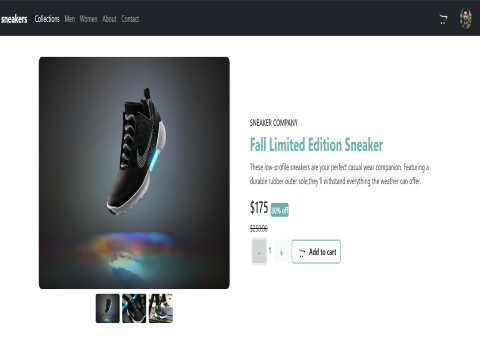 sneakers Collections Men Women About Contact
SNEAKER COMPANY
Fall Limited Edition Sneaker
These low-profile sneakers are your perfect casual wear companion. Featuring a
durable rubber outer sole,they'll withstand everything the weather can offer.
$175 30% off
$250.00
- 1 + Add to cart